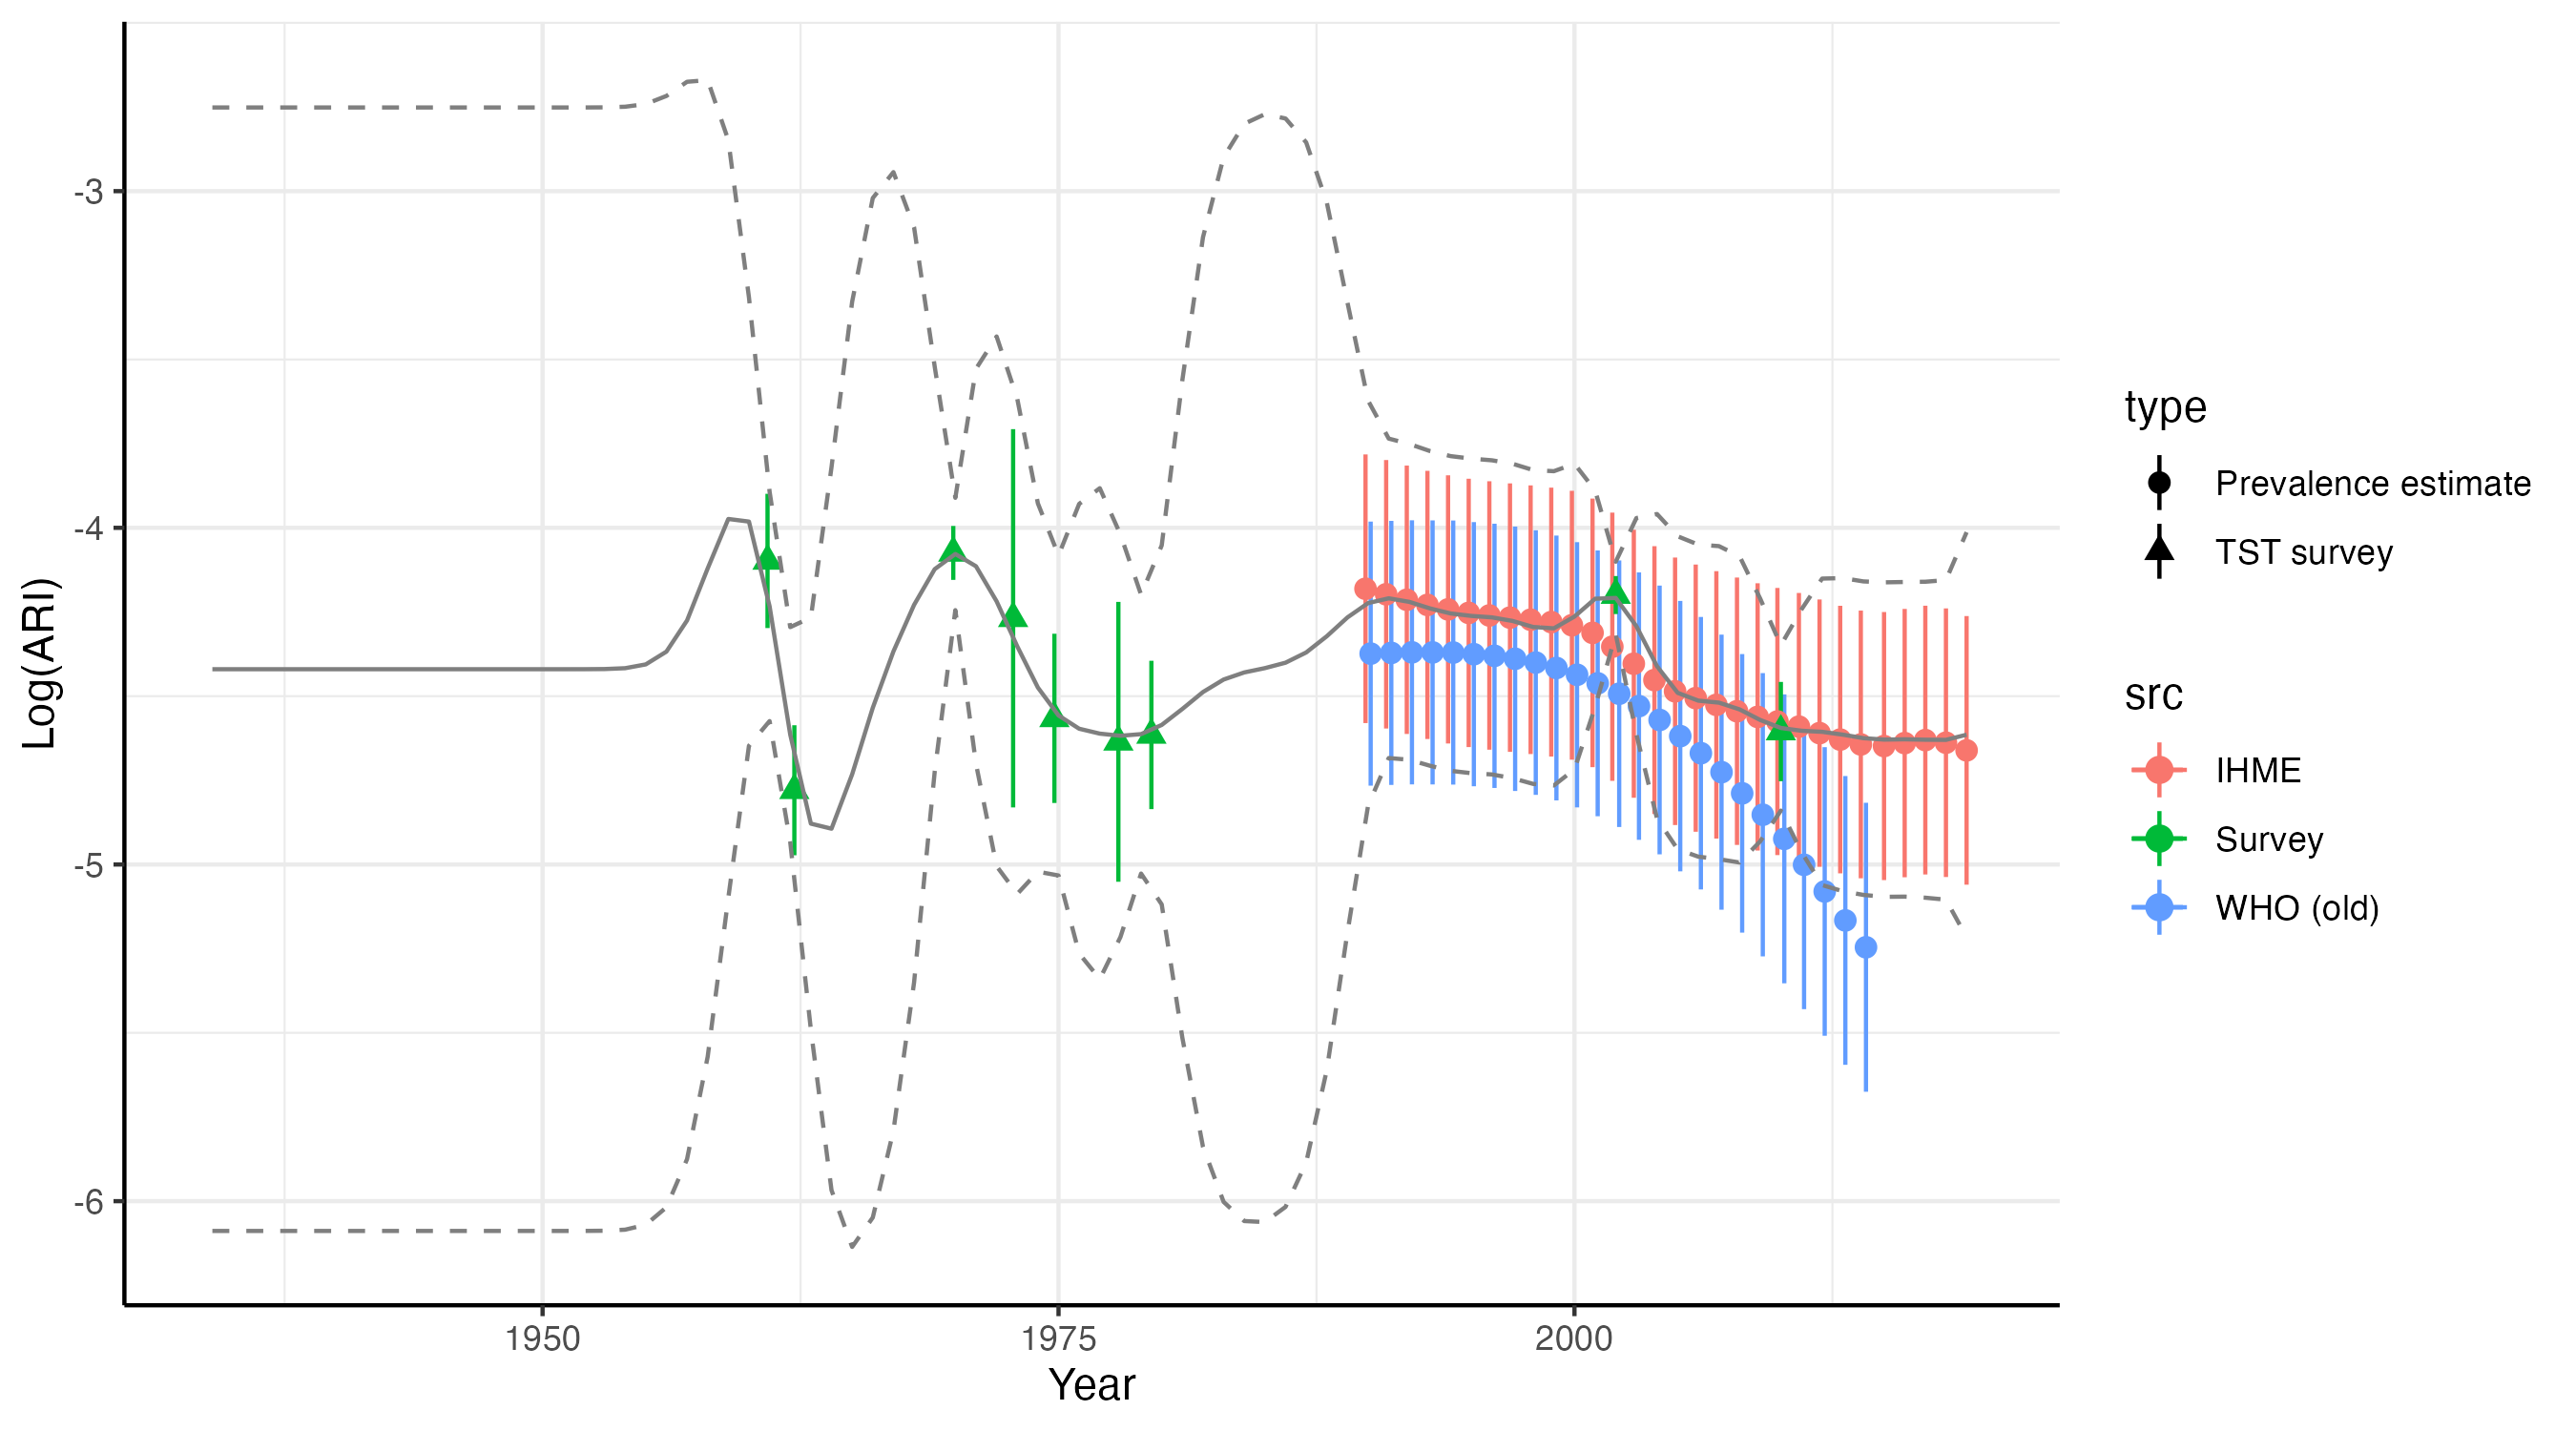 -3
-4
-5
-6
Log(ARI)
1950
1975
2000
Year
type
Prevalence estimate
TST survey
src
IHME
Survey
WHO (old)